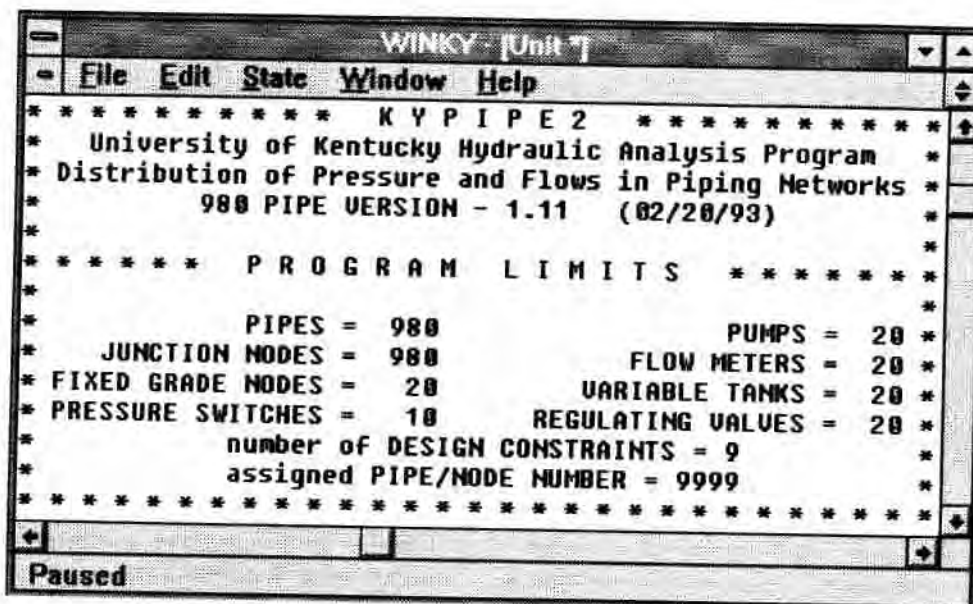 WINKY - [Unit *]
File Edit State Window Help
* * * * * * * * * * K Y P I P E 2 * * * * * * * * * *
* University of Kentucky Hydraulic Analysis Program *
* Distribution of Pressure and Flows in Piping Networks *
* 980 PIPE VERSION - 1.11 (02/20/93) *
* *
* * * * * * P R O G R A M L I M I T S * * * * * * *
* *
* PIPES = 980 PUMPS = 20 *
* JUNCTION NODES = 980 FLOW METERS = 20 *
* FIXED GRADE NODES = 20 VARIABLE TANKS = 20 *
* PRESSURE SWITCHES = 10 REGULATING VALVES = 20 *
* number of DESIGN CONSTRAINTS = 9 *
* assigned PIPE/NODE NUMBER = 9999 *
* * * * * * * * * * * * * * * * * * * * * * * * * * * * *
Paused